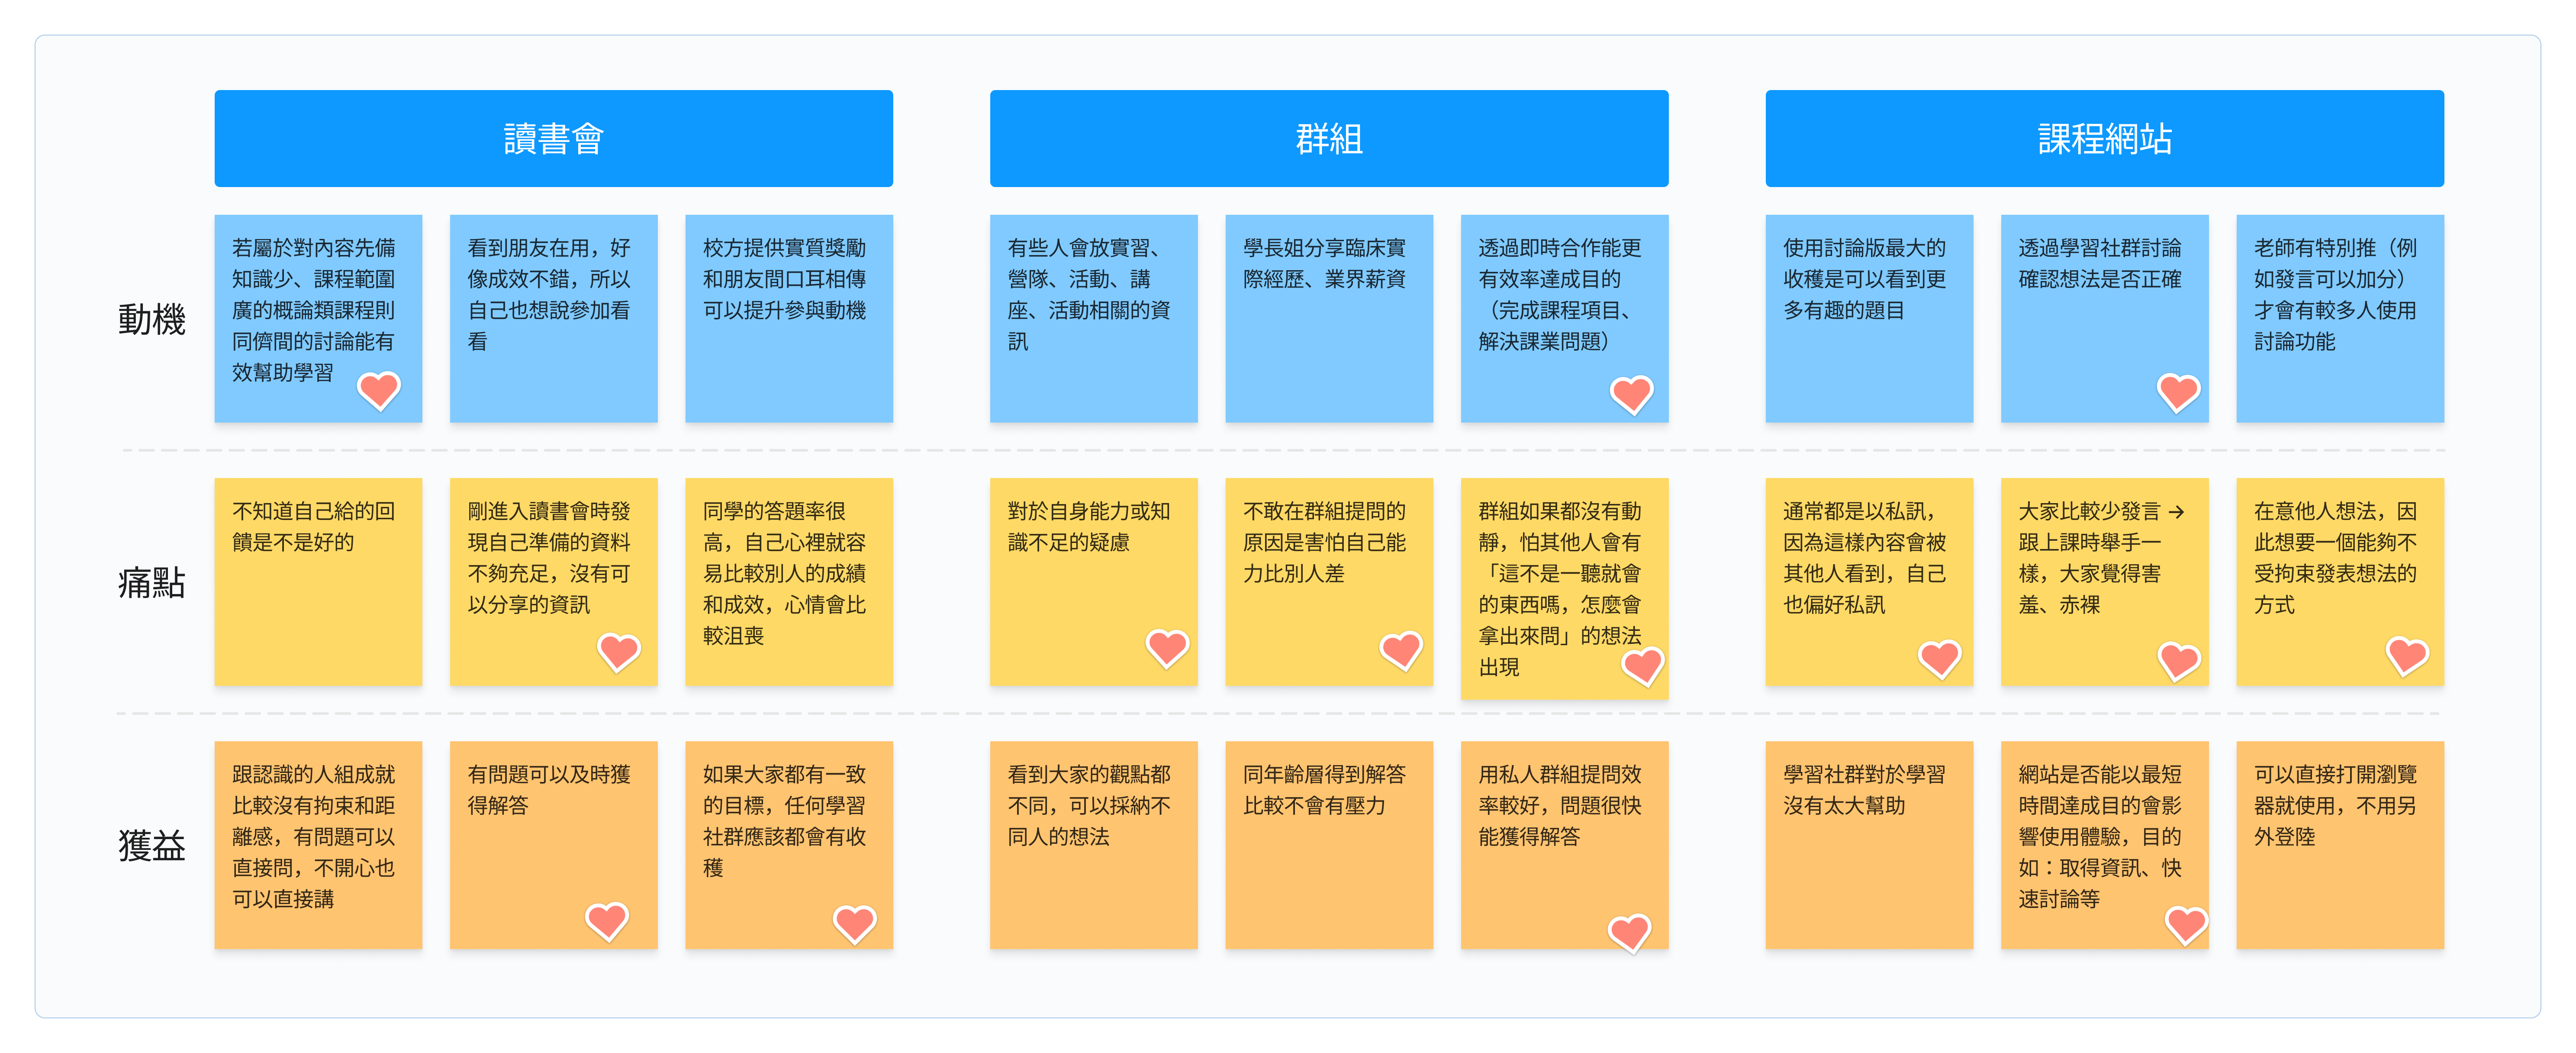 讀書會
群組
課程網站
動機
若屬於對內容先備
知識少、課程範圍
廣的概論類課程則
同儕間的討論能有
效幫助學習
看到朋友在用，好
像成效不錯，所以
自己也想說參加看
看
校方提供實質獎勵
和朋友間口耳相傳
可以提升參與動機
有些人會放實習、
營隊、活動、講
座、活動相關的資
訊
學長姐分享臨床實
際經歷、業界薪資
透過即時合作能更
有效率達成目的
（完成課程項目、
解決課業問題）
使用討論版最大的
收穫是可以看到更
多有趣的題目
透過學習社群討論
確認想法是否正確
老師有特別推（例
如發言可以加分）
才會有較多人使用
討論功能
痛點
不知道自己給的回
饋是不是好的
剛進入讀書會時發
現自己準備的資料
不夠充足，沒有可
以分享的資訊
同學的答題率很
高，自己心裡就容
易比較別人的成績
和成效，心情會比
較沮喪
對於自身能力或知
識不足的疑慮
不敢在群組提問的
原因是害怕自己能
力比別人差
群組如果都沒有動
靜，怕其他人會有
「這不是一聽就會
的東西嗎，怎麼會
拿出來問」的想法
出現
通常都是以私訊，
因為這樣內容會被
其他人看到，自己
也偏好私訊
大家比較少發言 →
跟上課時舉手一
樣，大家覺得害
羞、赤裸
在意他人想法，因
此想要一個能夠不
受拘束發表想法的
方式
獲益
跟認識的人組成就
比較沒有拘束和距
離感，有問題可以
直接問，不開心也
可以直接講
有問題可以及時獲
得解答
如果大家都有一致
的目標，任何學習
社群應該都會有收
穫
看到大家的觀點都
不同，可以採納不
同人的想法
同年齡層得到解答
比較不會有壓力
用私人群組提問效
率較好，問題很快
能獲得解答
學習社群對於學習
沒有太大幫助
網站是否能以最短
時間達成目的會影
響使用體驗，目的
如：取得資訊、快
速討論等
可以直接打開瀏覽
器就使用，不用另
外登陸